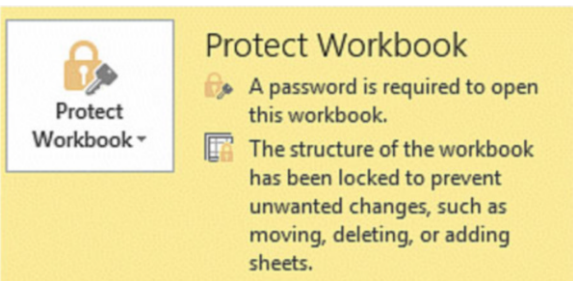 Protect
Workbook
Protect Workbook
A password is required to open
this workbook.
The structure of the workbook
has been locked to prevent
unwanted changes, such as
moving, deleting, or adding
sheets.